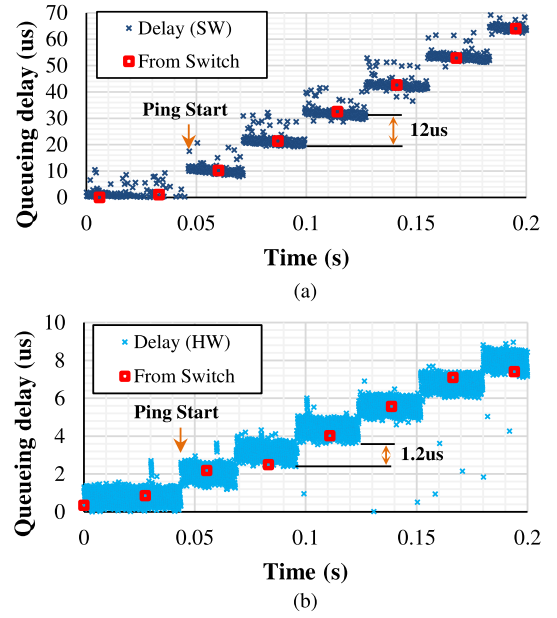 Queueing delay (us)
70
60
50
40
30
20
10
0
Delay (SW)
From Switch
Ping Start
12us
0
0.05
0.1
0.15
0.2
Time (s)
(a)
Queueing delay (us)
10
8
6
4
2
0
Delay (HW)
From Switch
Ping Start
1.2us
0
0.05
0.1
0.15
0.2
Time (s)
(b)